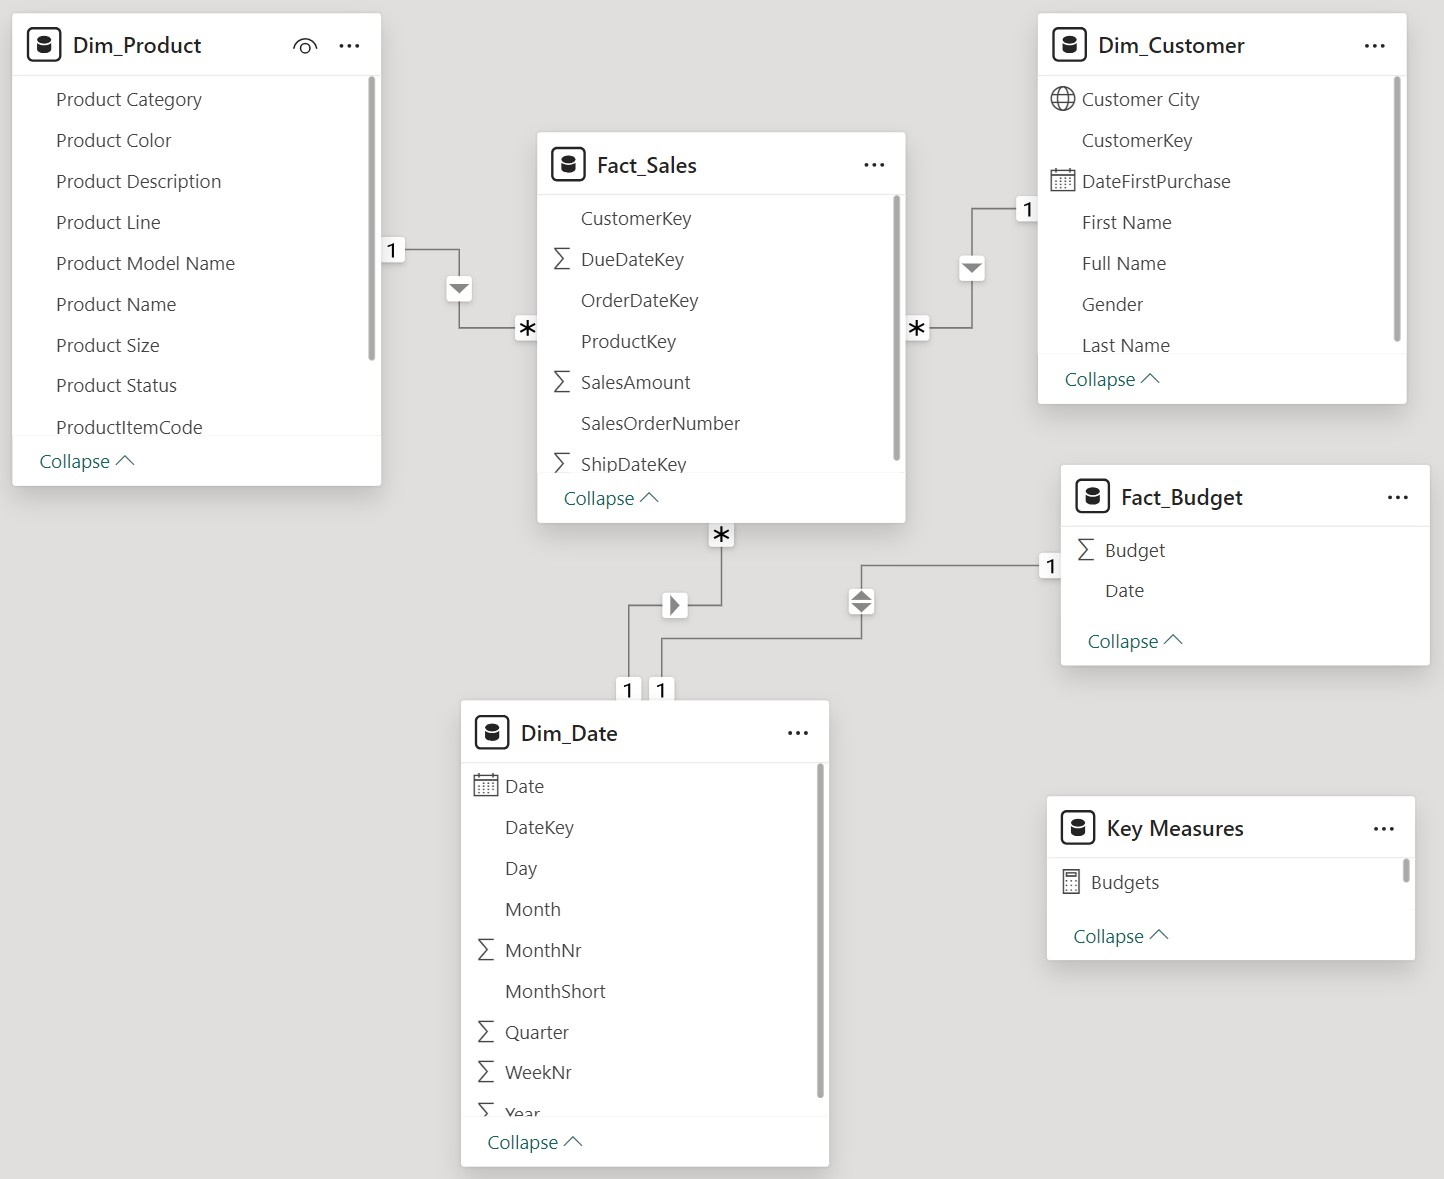 Dim_Product
Product Category
Product Color
Product Description
Product Line
Product Model Name
Product Name
Product Size
Product Status
ProductItemCode
Collapse
1
*
Fact_Sales
CustomerKey
DueDateKey
OrderDateKey
ProductKey
SalesAmount
SalesOrderNumber
ShipDateKey
Collapse
*
1
Dim_Customer
Customer City
CustomerKey
DateFirstPurchase
First Name
Full Name
Gender
Last Name
Collapse
*
1
1
1
Fact_Budget
Budget
Date
Collapse
Dim_Date
Date
DateKey
Day
Month
MonthNr
MonthShort
Quarter
WeekNr
Year
Collapse
Key Measures
Budgets
Collapse